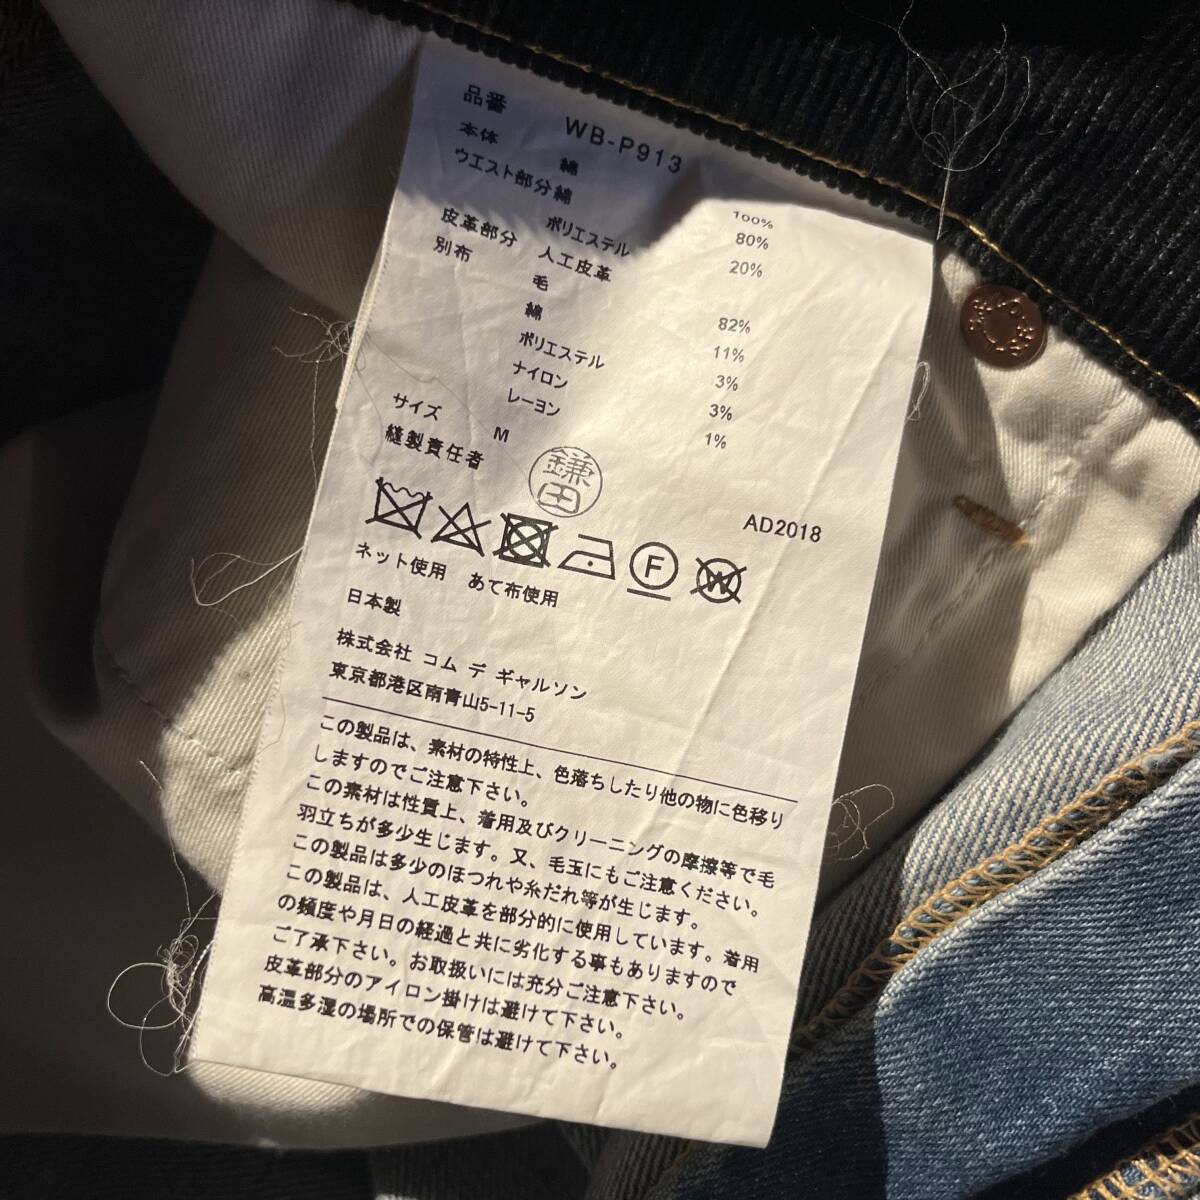 品番 WB-P913
本体 綿 100%
ウエスト部分 綿 80%
ポリエステル 20%
皮革部分 人工皮革
別布 毛 82%
綿 11%
ポリエステル 3%
ナイロン 3%
レーヨン 1%
サイズ M
縫製責任者 鎌田
AD2018
F W
ネット使用 あて布使用
日本製
株式会社 コム デ ギャルソン
東京都港区南青山5-11-5
この製品は、素材の特性上、色落ちしたり他の物に色移り
しますのでご注意下さい。
この素材は性質上、着用及びクリーニングの摩擦等で毛
羽立ちが多少生じます。又、毛玉にもご注意ください。
この製品は多少のほつれや糸だれ等が生じます。
この製品は、人工皮革を部分的に使用しています。着用
の頻度や月日の経過と共に劣化する事もありますので
ご了承下さい。お取扱いには充分ご注意下さい。
皮革部分のアイロン掛けは避けて下さい。
高温多湿の場所での保管は避けて下さい。